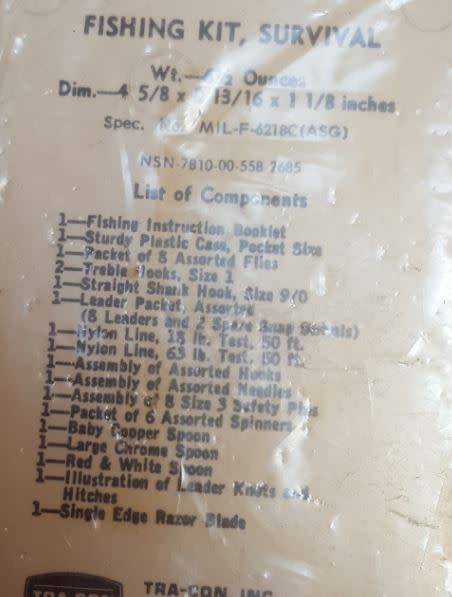 FISHING KIT, SURVIVAL
Wt.— Ounces
Dim.—4 5/8 x 13/16 x 1 1/8 inches
Spec. No. MIL-F-6218C(ASG)
NSN-7810-00-558-2685
List of Components
1—Fishing Instruction Booklet
1—Sturdy Plastic Case, Pocket Size
1—Packet of 8 Assorted Flies
2—Treble Hooks, Size 1
1—Straight Shank Hook, Size 9/0
1—Leader Packet, Assorted
(8 Leaders and 2 Spare Snap Swivels)
1—Nylon Line, 18 lb. Test, 50 ft.
1—Nylon Line, 63 lb. Test, 50 ft.
1—Assembly of Assorted Hooks
1—Assembly of Assorted Needles
1—Assembly of 8 Size 3 Safety Pins
1—Packet of 6 Assorted Spinners
1—Baby Copper Spoon
1—Large Chrome Spoon
1—Red & White Spoon
1—Illustration of Leader Knots and
Hitches
1—Single Edge Razor Blade
TRA-CON
TRA-CON, INC